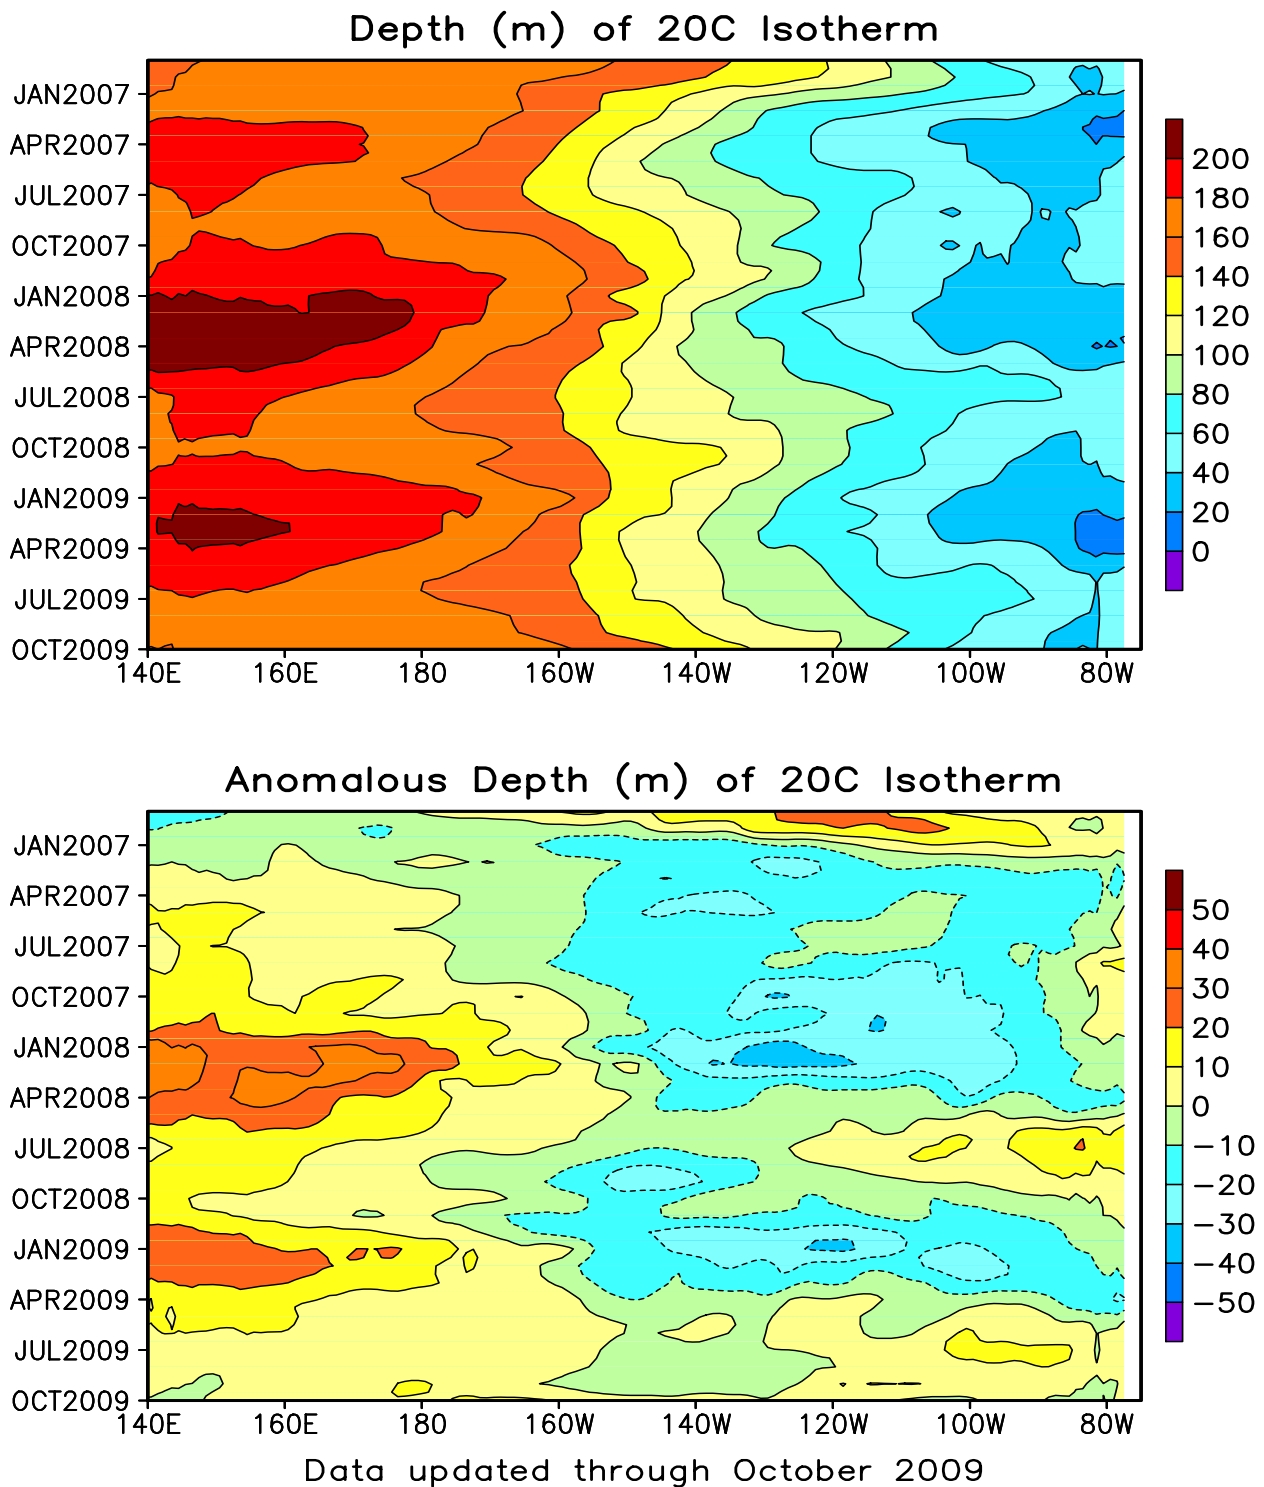 Depth (m) of 20C Isotherm
JAN2007
APR2007
JUL2007
OCT2007
JAN2008
APR2008
JUL2008
OCT2008
JAN2009
APR2009
JUL2009
OCT2009
140E 160E 180 160W 140W 120W 100W 80W
200
180
160
140
120
100
80
60
40
20
0
Anomalous Depth (m) of 20C Isotherm
JAN2007
APR2007
JUL2007
OCT2007
JAN2008
APR2008
JUL2008
OCT2008
JAN2009
APR2009
JUL2009
OCT2009
140E 160E 180 160W 140W 120W 100W 80W
50
40
30
20
10
0
−10
−20
−30
−40
−50
Data updated through October 2009